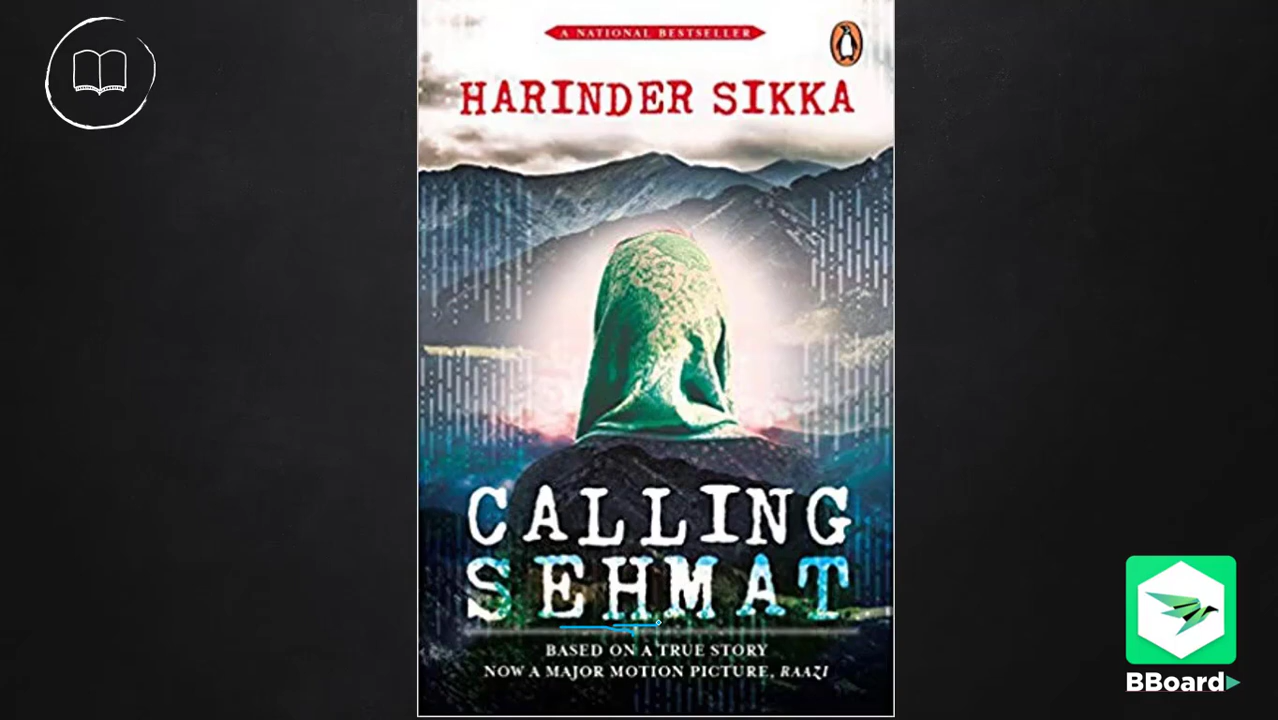 A NATIONAL BESTSELLER
HARINDER SIKKA
CALLING
SEHMAT
BASED ON A TRUE STORY
NOW A MAJOR MOTION PICTURE, RAAZI
BBoard